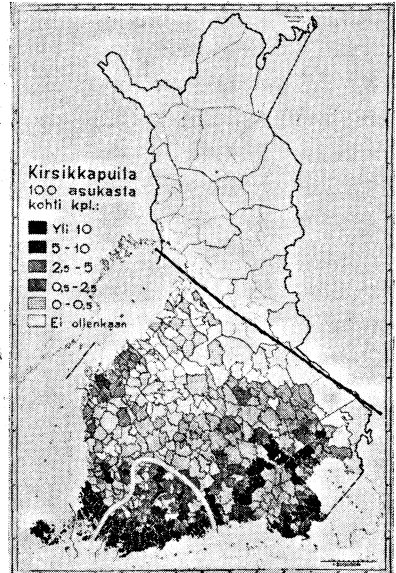 Kirsikkapuita
100 asukasta
kohti kpl.:
Yli 10
5 - 10
2,5 - 5
0,5 - 2,5
0 - 0,5
Ei ollenkaan